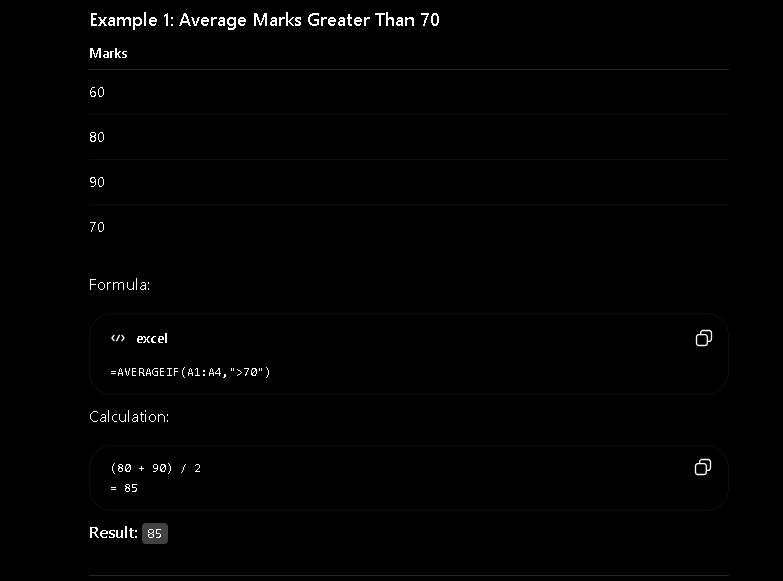 Example 1: Average Marks Greater Than 70
Marks
60
80
90
70
Formula:
excel
=AVERAGEIF(A1:A4,">70")
Calculation:
(80 + 90) / 2
= 85
Result: 85